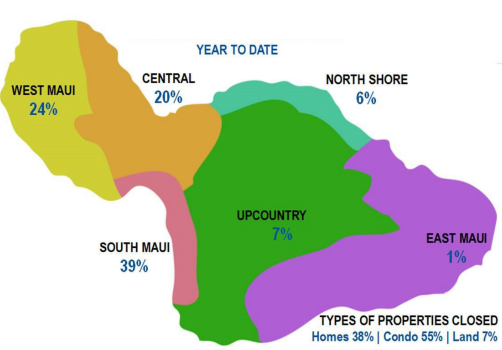 YEAR TO DATE
WEST MAUI
24%
CENTRAL
20%
NORTH SHORE
6%
UPCOUNTRY
7%
SOUTH MAUI
39%
EAST MAUI
1%
TYPES OF PROPERTIES CLOSED
Homes 38% | Condo 55% | Land 7%